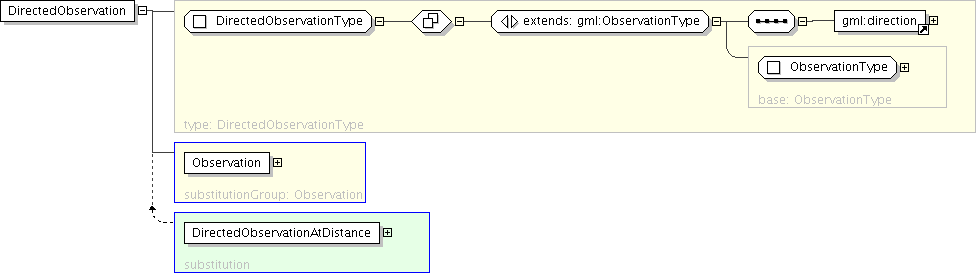 DirectedObservation
DirectedObservationType
extends: gml:ObservationType
gml:direction
ObservationType
base: ObservationType
type: DirectedObservationType
Observation
substitutionGroup: Observation
DirectedObservationAtDistance
substitution